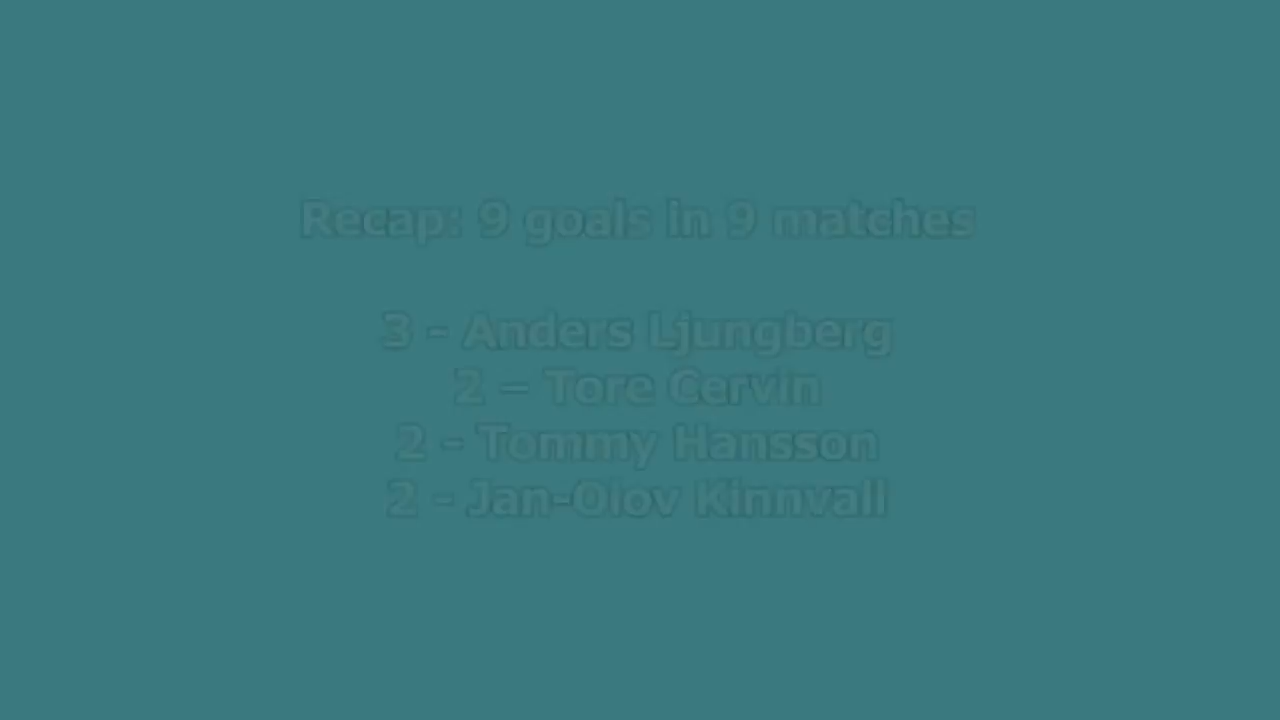 Recap: 9 goals in 9 matches
3 - Anders Ljungberg
2 – Tore Cervin
2 - Tommy Hansson
2 - Jan-Olov Kinnvall